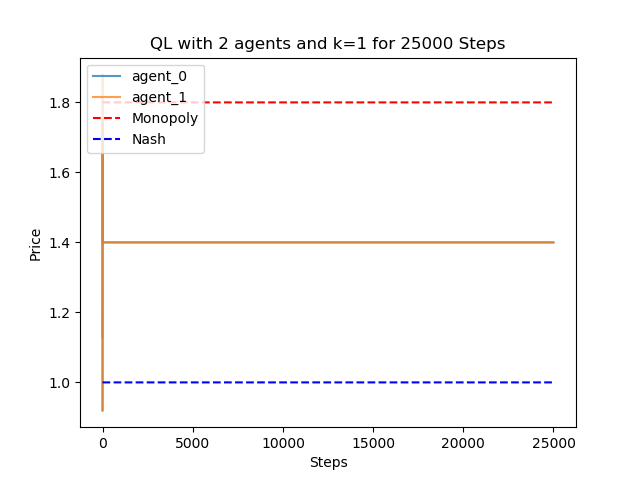 QL with 2 agents and k=1 for 25000 Steps
agent_0
agent_1
Monopoly
Nash
1.8
1.6
1.4
1.2
1.0
Price
0
5000
10000
15000
20000
25000
Steps